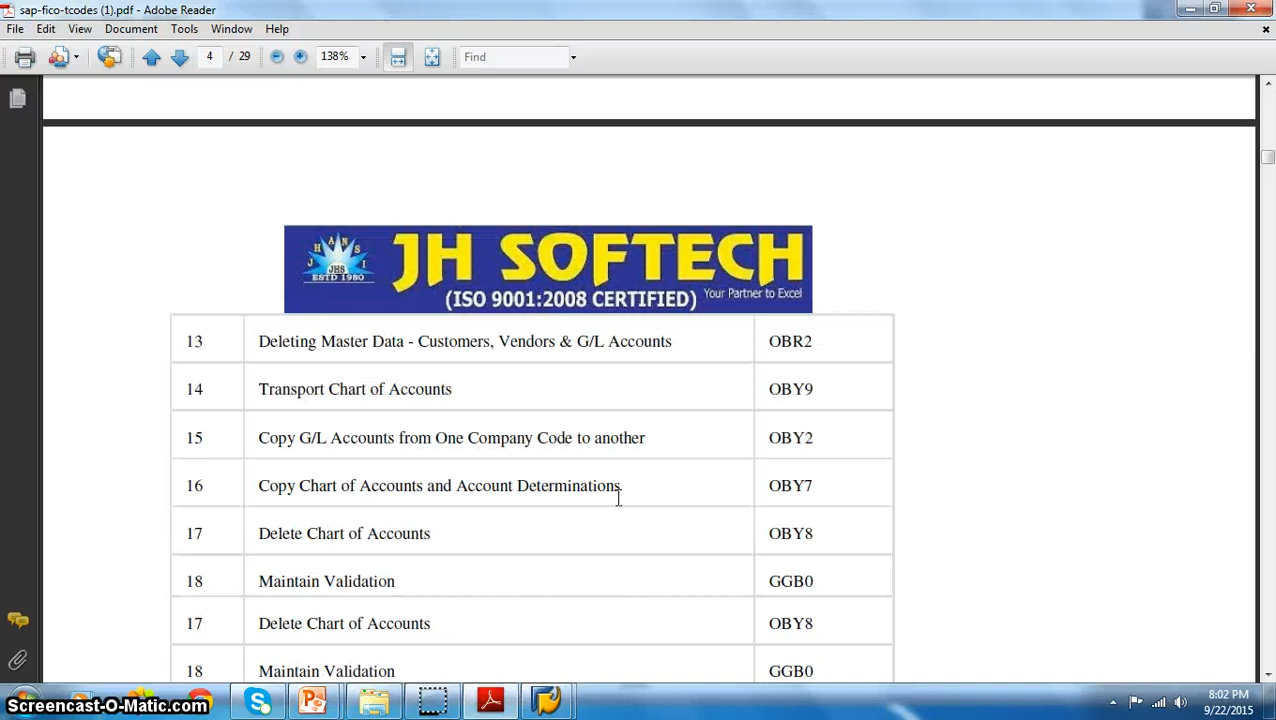 sap-fico-tcodes (1).pdf - Adobe Reader
File Edit View Document Tools Window Help
4 / 29 138% Find
JHANSI
JHS
ESTD 1980
JH SOFTECH
(ISO 9001:2008 CERTIFIED) Your Partner to Excel
13 Deleting Master Data - Customers, Vendors & G/L Accounts OBR2
14 Transport Chart of Accounts OBY9
15 Copy G/L Accounts from One Company Code to another OBY2
16 Copy Chart of Accounts and Account Determinations OBY7
17 Delete Chart of Accounts OBY8
18 Maintain Validation GGB0
17 Delete Chart of Accounts OBY8
18 Maintain Validation GGB0
8:02 PM
Screencast-O-Matic.com 9/22/2015